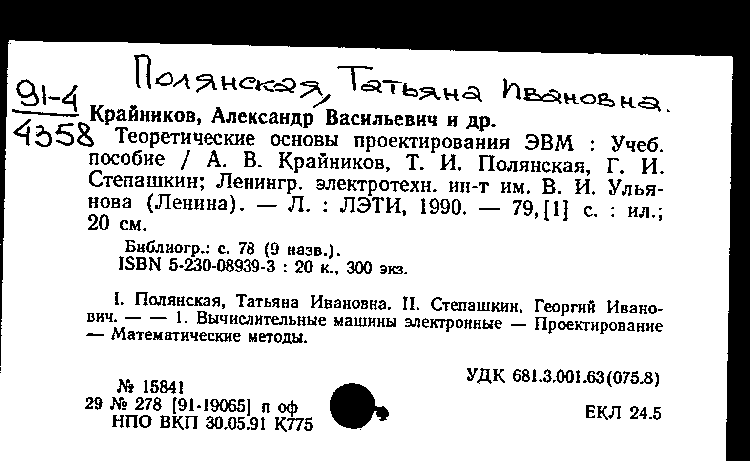 Полянская, Татьяна Ивановна.
91-4
4358
Крайников, Александр Васильевич и др.
Теоретические основы проектирования ЭВМ : Учеб.
пособие / А. В. Крайников, Т. И. Полянская, Г. И.
Степашкин; Ленингр. электротехн. ин-т им. В. И. Улья-
нова (Ленина). — Л. : ЛЭТИ, 1990. — 79,[1] с. : ил.;
20 см.
Библиогр.: с. 78 (9 назв.).
ISBN 5-230-08939-3 : 20 к., 300 экз.
I. Полянская, Татьяна Ивановна. II. Степашкин, Георгий Ивано-
вич. — — 1. Вычислительные машины электронные — Проектирование
— Математические методы.
УДК 681.3.001.63(075.8)
№ 15841
29 № 278 [91-19065] п оф
ЕКЛ 24.5
НПО ВКП 30.05.91 К775